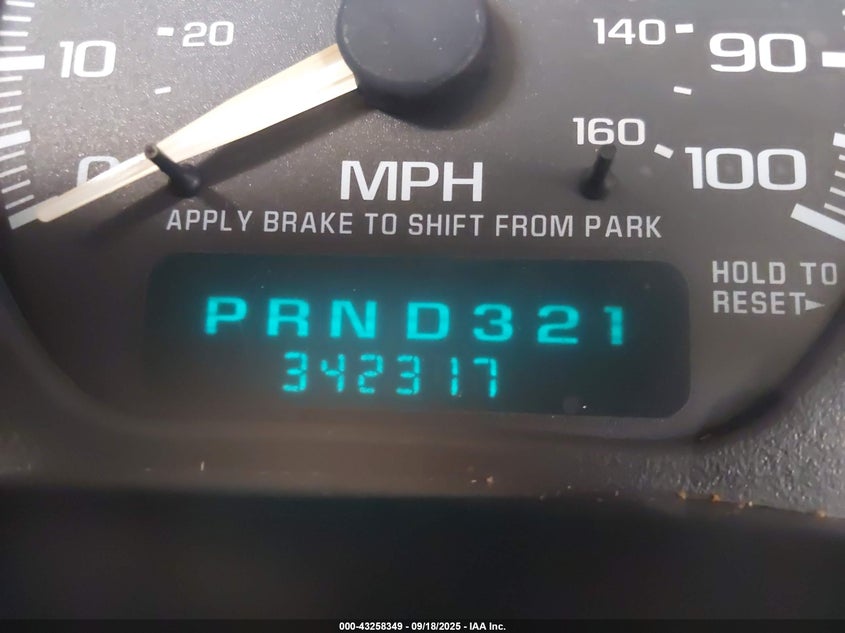 10 20 140 90
0 160 100
MPH
APPLY BRAKE TO SHIFT FROM PARK
HOLD TO
RESET
PRND321
342317
000-43258349 - 09/18/2025 - IAA Inc.